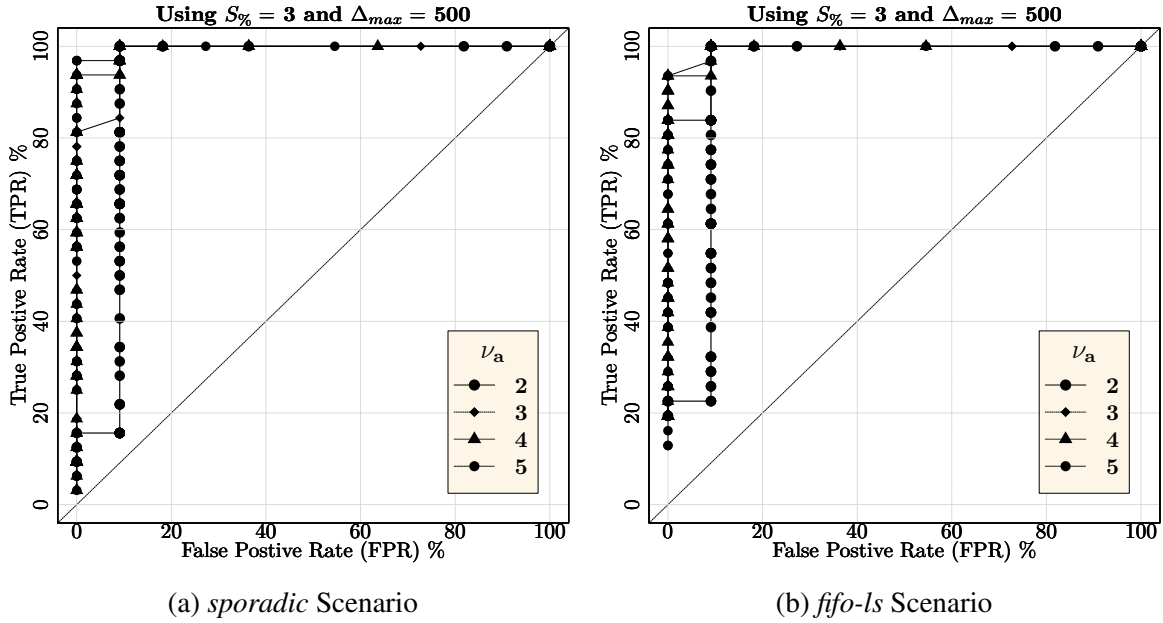 Using S% = 3 and Δmax = 500
True Postive Rate (TPR) %
100
80
60
40
20
0
νa
2
3
4
5
0 20 40 60 80 100
False Postive Rate (FPR) %
(a) sporadic Scenario
Using S% = 3 and Δmax = 500
True Postive Rate (TPR) %
100
80
60
40
20
0
νa
2
3
4
5
0 20 40 60 80 100
False Postive Rate (FPR) %
(b) fifo-ls Scenario